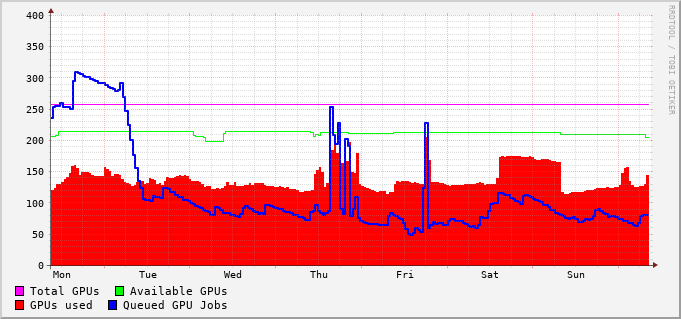 400
350
300
250
200
150
100
50
0
Mon Tue Wed Thu Fri Sat Sun
Total GPUs Available GPUs
GPUs used Queued GPU Jobs
RRDTOOL / TOBI OETIKER